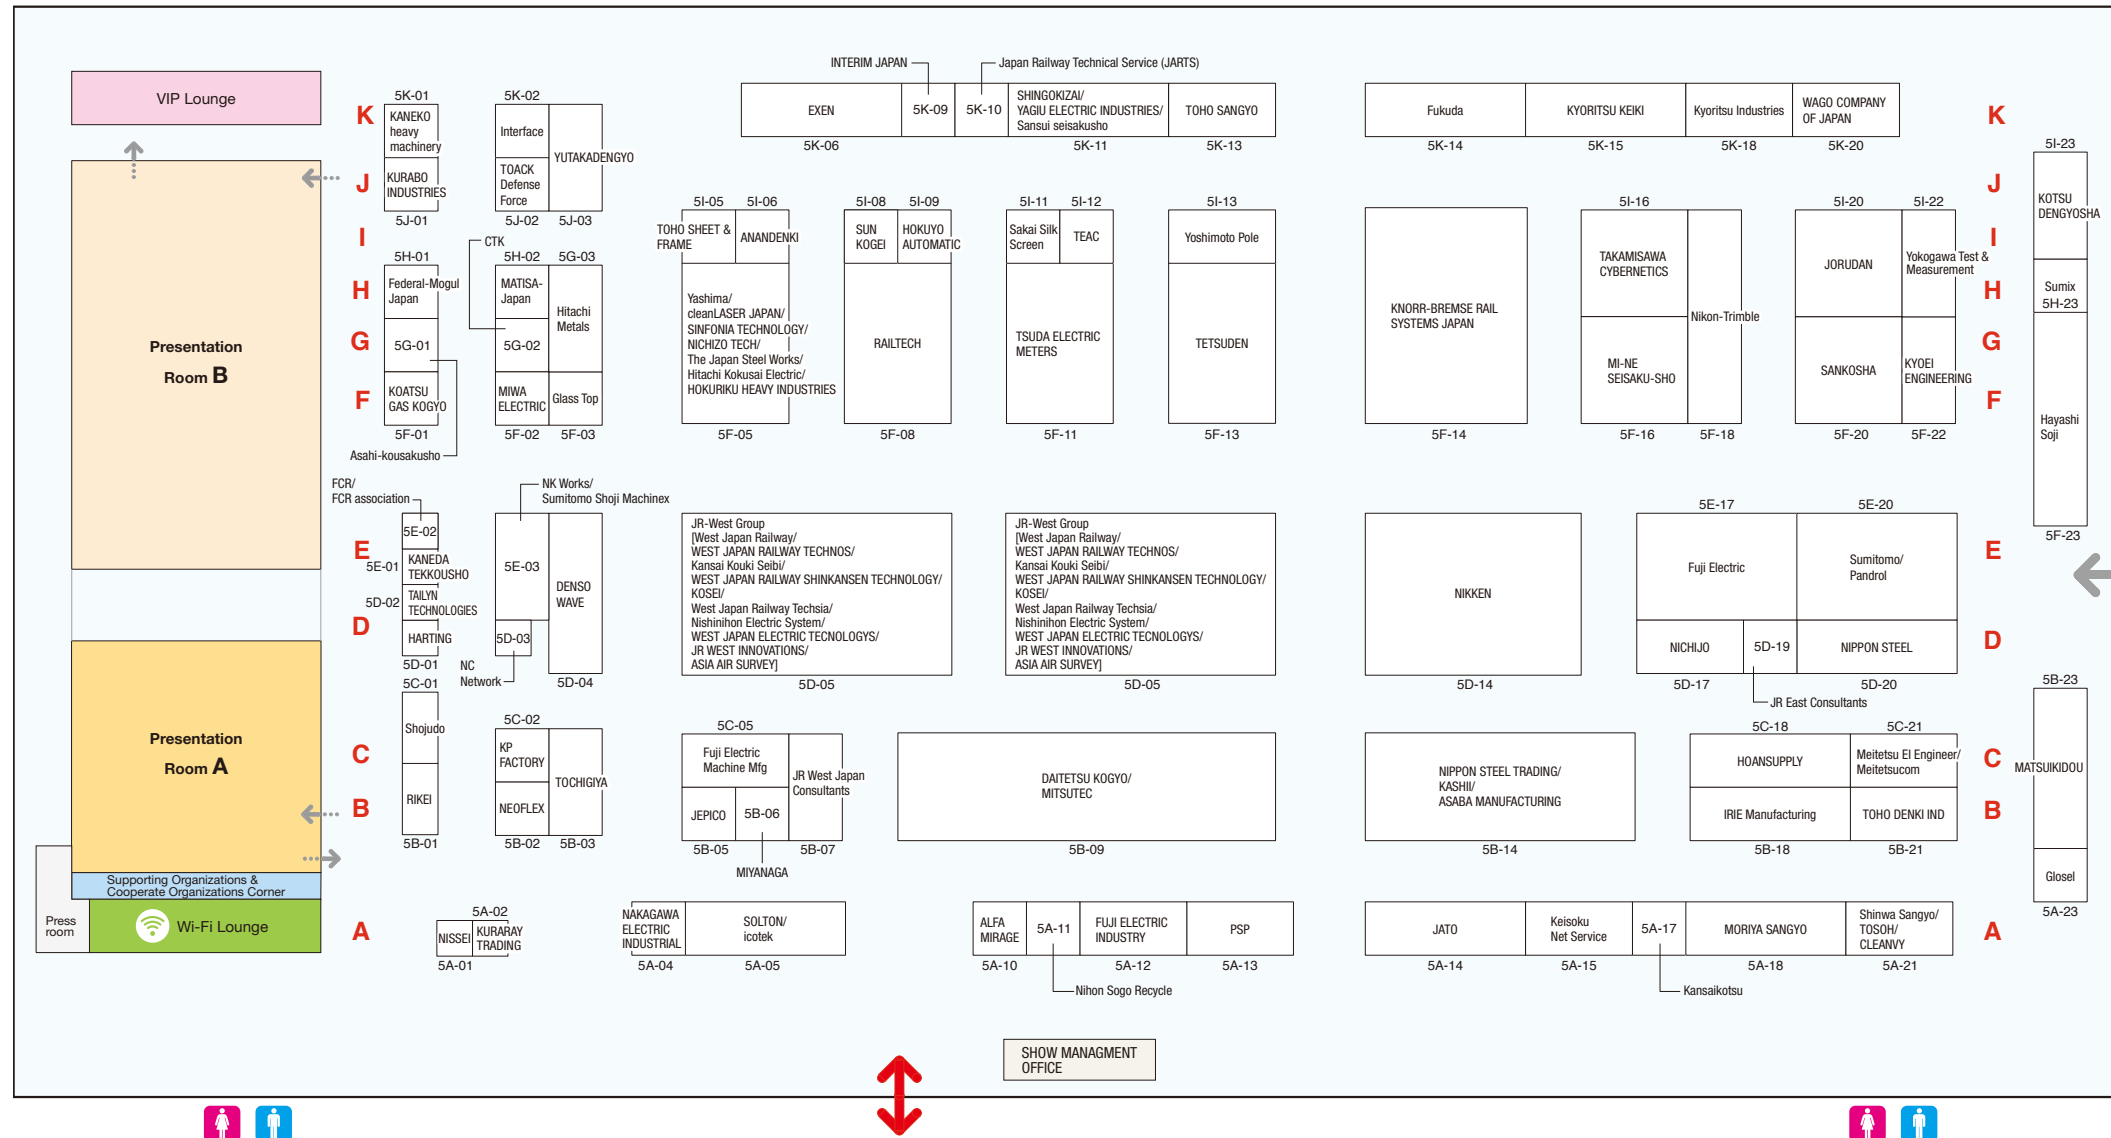 INTERIM JAPAN
Japan Railway Technical Service (JARTS)
VIP Lounge
K
5K-01
KANEKO
heavy
machinery
5K-02
Interface
YUTAKADENGYO
EXEN
5K-06
5K-09
5K-10
SHINGOKIZAI/
YAGIU ELECTRIC INDUSTRIES/
Sansui seisakusho
5K-11
TOHO SANGYO
5K-13
Fukuda
5K-14
KYORITSU KEIKI
5K-15
Kyoritsu Industries
5K-18
WAGO COMPANY
OF JAPAN
5K-20
K
J
KURABO
INDUSTRIES
5J-01
TOACK
Defense
Force
5J-02
5J-03
J
5I-23
KOTSU
DENGYOSHA
I
CTK
5I-05
TOHO SHEET &
FRAME
5I-06
ANANDENKI
5I-08
SUN
KOGEI
5I-09
HOKUYO
AUTOMATIC
5I-11
Sakai Silk
Screen
5I-12
TEAC
5I-13
Yoshimoto Pole
5I-16
TAKAMISAWA
CYBERNETICS
5I-20
JORUDAN
5I-22
Yokogawa Test &
Measurement
I
H
5H-01
Federal-Mogul
Japan
5H-02
MATISA-
Japan
5G-03
Hitachi
Metals
H
Sumix
5H-23
Presentation
Room B
G
5G-01
5G-02
Yashima/
cleanLASER JAPAN/
SINFONIA TECHNOLOGY/
NICHIZO TECH/
The Japan Steel Works/
Hitachi Kokusai Electric/
HOKURIKU HEAVY INDUSTRIES
5F-05
RAILTECH
5F-08
TSUDA ELECTRIC
METERS
5F-11
TETSUDEN
5F-13
KNORR-BREMSE RAIL
SYSTEMS JAPAN
5F-14
MI-NE
SEISAKU-SHO
5F-16
Nikon-Trimble
5F-18
SANKOSHA
5F-20
KYOEI
ENGINEERING
5F-22
G
F
KOATSU
GAS KOGYO
5F-01
MIWA
ELECTRIC
5F-02
Glass Top
5F-03
F
Hayashi
Soji
5F-23
Asahi-kousakusho
FCR/
FCR association
NK Works/
Sumitomo Shoji Machinex
E
5E-02
5E-01
KANEDA
TEKKOUSHO
5D-02
TAILYN
TECHNOLOGIES
D
HARTING
5D-01
5E-03
5D-03
NC
Network
DENSO
WAVE
5D-04
JR-West Group
[West Japan Railway/
WEST JAPAN RAILWAY TECHNOS/
Kansai Kouki Seibi/
WEST JAPAN RAILWAY SHINKANSEN TECHNOLOGY/
KOSEI/
West Japan Railway Techsia/
Nishinihon Electric System/
WEST JAPAN ELECTRIC TECNOLOGYS/
JR WEST INNOVATIONS/
ASIA AIR SURVEY]
5D-05
JR-West Group
[West Japan Railway/
WEST JAPAN RAILWAY TECHNOS/
Kansai Kouki Seibi/
WEST JAPAN RAILWAY SHINKANSEN TECHNOLOGY/
KOSEI/
West Japan Railway Techsia/
Nishinihon Electric System/
WEST JAPAN ELECTRIC TECNOLOGYS/
JR WEST INNOVATIONS/
ASIA AIR SURVEY]
5D-05
NIKKEN
5D-14
5E-17
Fuji Electric
5E-20
Sumitomo/
Pandrol
E
NICHIJO
5D-17
5D-19
JR East Consultants
NIPPON STEEL
5D-20
D
Presentation
Room A
C
5C-01
Shojudo
5C-02
KP
FACTORY
TOCHIGIYA
5C-05
Fuji Electric
Machine Mfg
JR West Japan
Consultants
DAITETSU KOGYO/
MITSUTEC
5B-09
NIPPON STEEL TRADING/
KASHII/
ASABA MANUFACTURING
5B-14
5C-18
HOANSUPPLY
5C-21
Meitetsu EI Engineer/
Meitetsucom
C
5B-23
MATSUIKIDOU
B
RIKEI
5B-01
NEOFLEX
5B-02
5B-03
JEPICO
5B-05
5B-06
MIYANAGA
5B-07
IRIE Manufacturing
5B-18
TOHO DENKI IND
5B-21
B
Glosel
5A-23
Supporting Organizations &
Cooperate Organizations Corner
Press
room
Wi-Fi Lounge
A
5A-02
NISSEI
KURARAY
TRADING
5A-01
NAKAGAWA
ELECTRIC
INDUSTRIAL
5A-04
SOLTON/
icotek
5A-05
ALFA
MIRAGE
5A-10
5A-11
Nihon Sogo Recycle
FUJI ELECTRIC
INDUSTRY
5A-12
PSP
5A-13
JATO
5A-14
Keisoku
Net Service
5A-15
5A-17
Kansaikotsu
MORIYA SANGYO
5A-18
Shinwa Sangyo/
TOSOH/
CLEANVY
5A-21
A
SHOW MANAGMENT
OFFICE